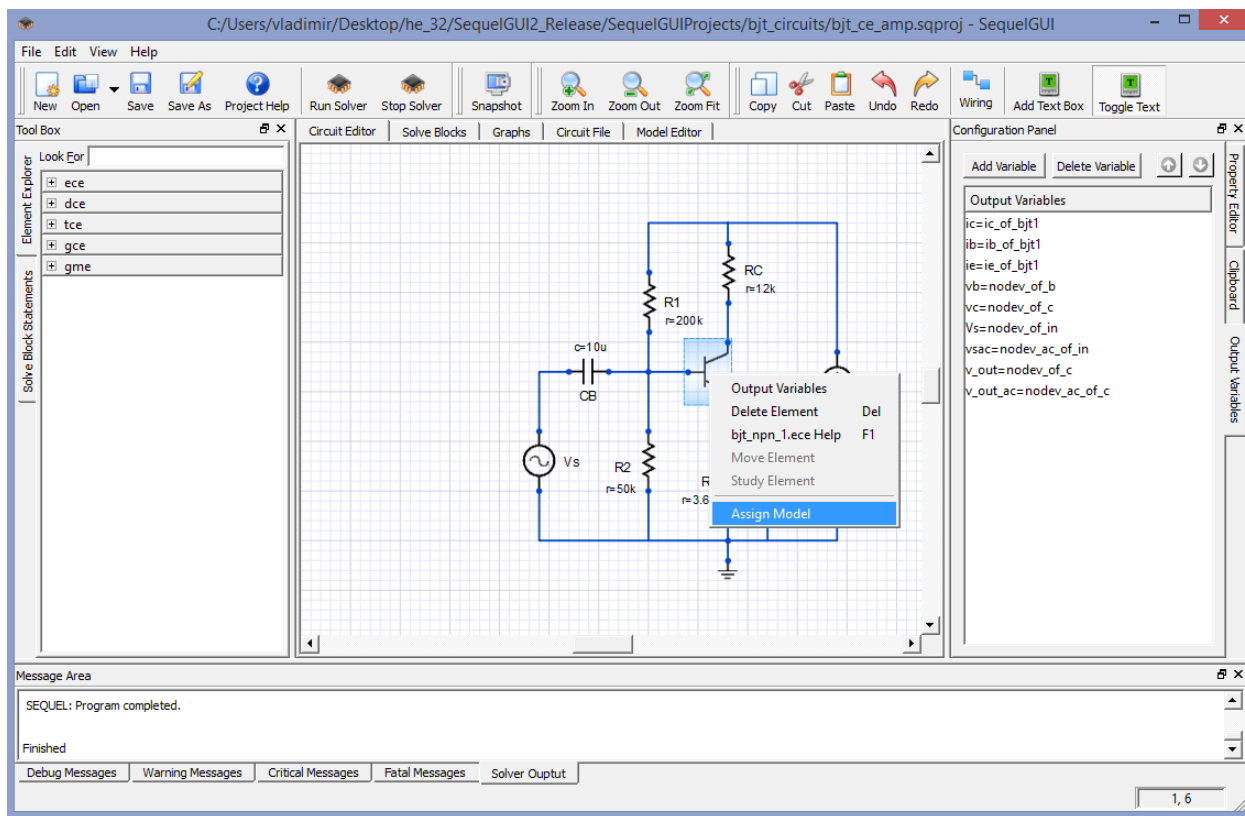 C:/Users/vladimir/Desktop/he_32/SequelGUI2_Release/SequelGUIProjects/bjt_circuits/bjt_ce_amp.sqproj - SequelGUI
File Edit View Help
New Open Save Save As Project Help Run Solver Stop Solver Snapshot Zoom In Zoom Out Zoom Fit Copy Cut Paste Undo Redo Wiring Add Text Box Toggle Text
Tool Box
Element Explorer
Solve Block Statements
Look For
ece
dce
tce
gce
gme
Circuit Editor Solve Blocks Graphs Circuit File Model Editor
RC
r=12k
R1
r=200k
c=10u
CB
Vs
R2
r=50k
R
r=3.6
Output Variables
Delete Element Del
bjt_npn_1.ece Help F1
Move Element
Study Element
Assign Model
Configuration Panel
Add Variable Delete Variable
Output Variables
ic=ic_of_bjt1
ib=ib_of_bjt1
ie=ie_of_bjt1
vb=nodev_of_b
vc=nodev_of_c
Vs=nodev_of_in
vsac=nodev_ac_of_in
v_out=nodev_of_c
v_out_ac=nodev_ac_of_c
Property Editor
Clipboard
Output Variables
Message Area
SEQUEL: Program completed.
Finished
Debug Messages Warning Messages Critical Messages Fatal Messages Solver Ouptut
1, 6